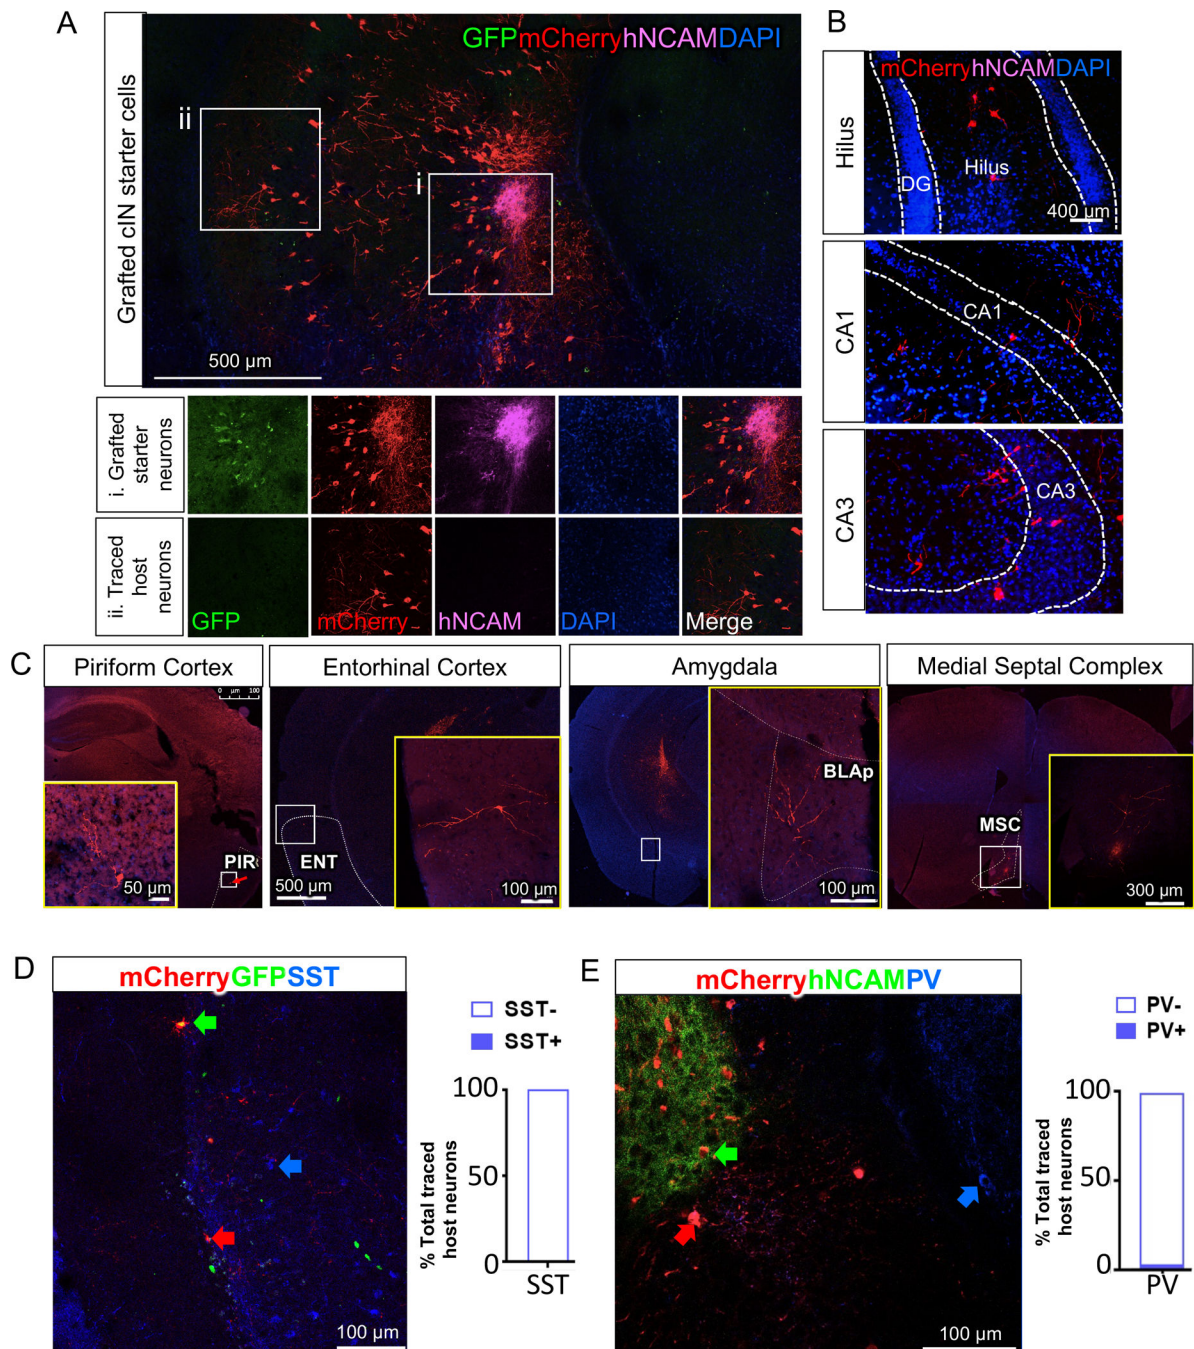 A
Grafted cIN starter cells
GFPmCherryhNCAMDAPI
ii
i
500 µm
i. Grafted
starter
neurons
ii. Traced
host
neurons
GFP
mCherry
hNCAM
DAPI
Merge
B
Hilus
mCherryhNCAMDAPI
DG
Hilus
400 µm
CA1
CA1
CA3
CA3
C
Piriform Cortex
0 µm 100
PIR
50 µm
Entorhinal Cortex
ENT
500 µm
100 µm
Amygdala
BLAp
100 µm
Medial Septal Complex
MSC
300 µm
D
mCherryGFPSST
100 µm
SST-
SST+
% Total traced
host neurons
100
50
0
SST
E
mCherryhNCAMPV
100 µm
PV-
PV+
% Total traced
host neurons
100
50
0
PV